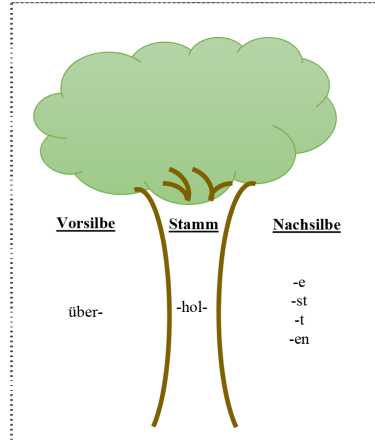 Vorsilbe Stamm Nachsilbe
über- -hol- -e
-st
-t
-en